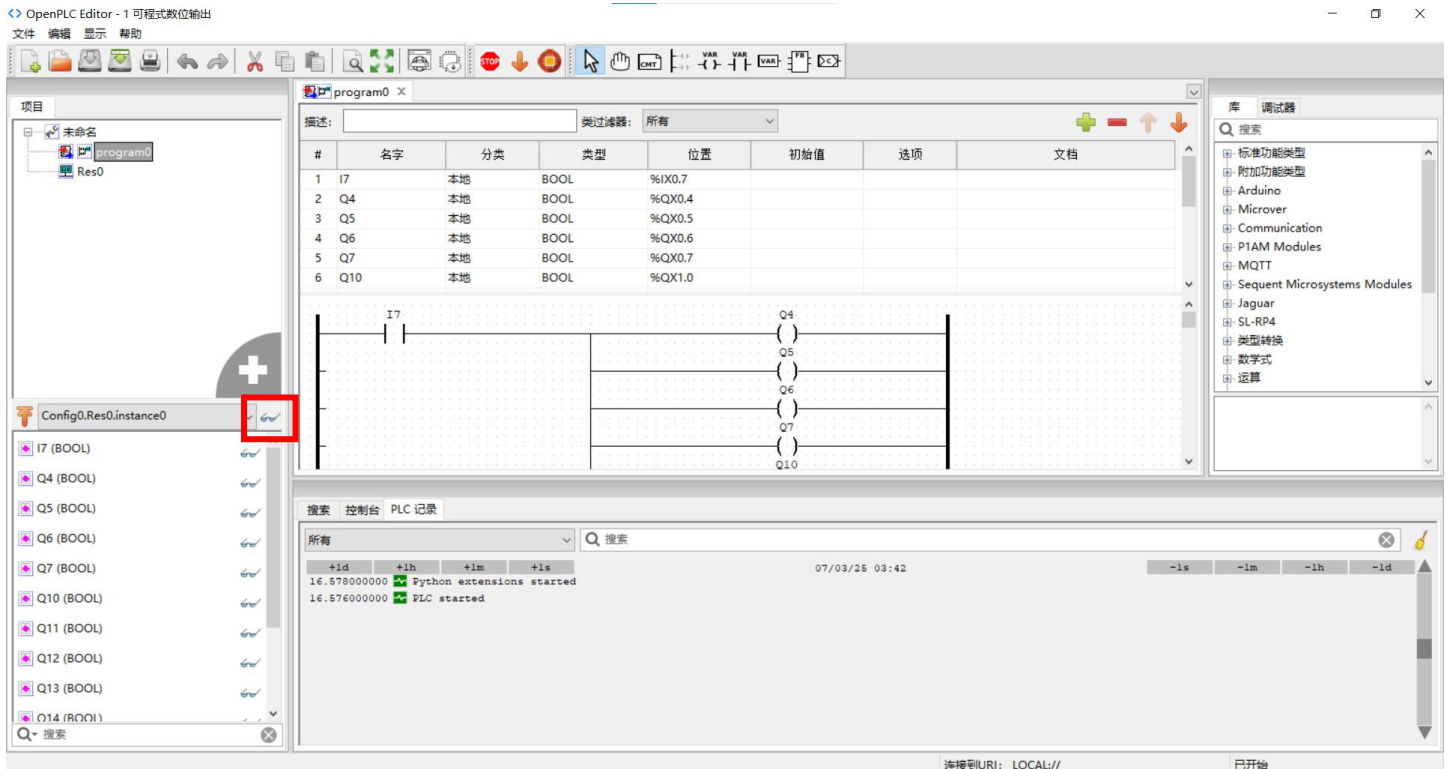 OpenPLC Editor - 1 可程式数位输出
文件 编辑 显示 帮助
STOP CMT VAR VAR VAR FB
项目
未命名
program0
Res0
Config0.Res0.instance0
I7 (BOOL)
Q4 (BOOL)
Q5 (BOOL)
Q6 (BOOL)
Q7 (BOOL)
Q10 (BOOL)
Q11 (BOOL)
Q12 (BOOL)
Q13 (BOOL)
Q14 (BOOL)
搜索
program0
描述: 类过滤器: 所有
# 名字 分类 类型 位置 初始值 选项 文档
1 I7 本地 BOOL %IX0.7
2 Q4 本地 BOOL %QX0.4
3 Q5 本地 BOOL %QX0.5
4 Q6 本地 BOOL %QX0.6
5 Q7 本地 BOOL %QX0.7
6 Q10 本地 BOOL %QX1.0
I7 Q4
Q5
Q6
Q7
Q10
搜索 控制台 PLC 记录
所有 搜索
+1d +1h +1m +1s 07/03/25 03:42 -1s -1m -1h -1d
16.578000000 Python extensions started
16.576000000 PLC started
库 调试器
搜索
标准功能类型
附加功能类型
Arduino
Microver
Communication
P1AM Modules
MQTT
Sequent Microsystems Modules
Jaguar
SL-RP4
类型转换
数学式
运算
连接到URI: LOCAL:// 已开始